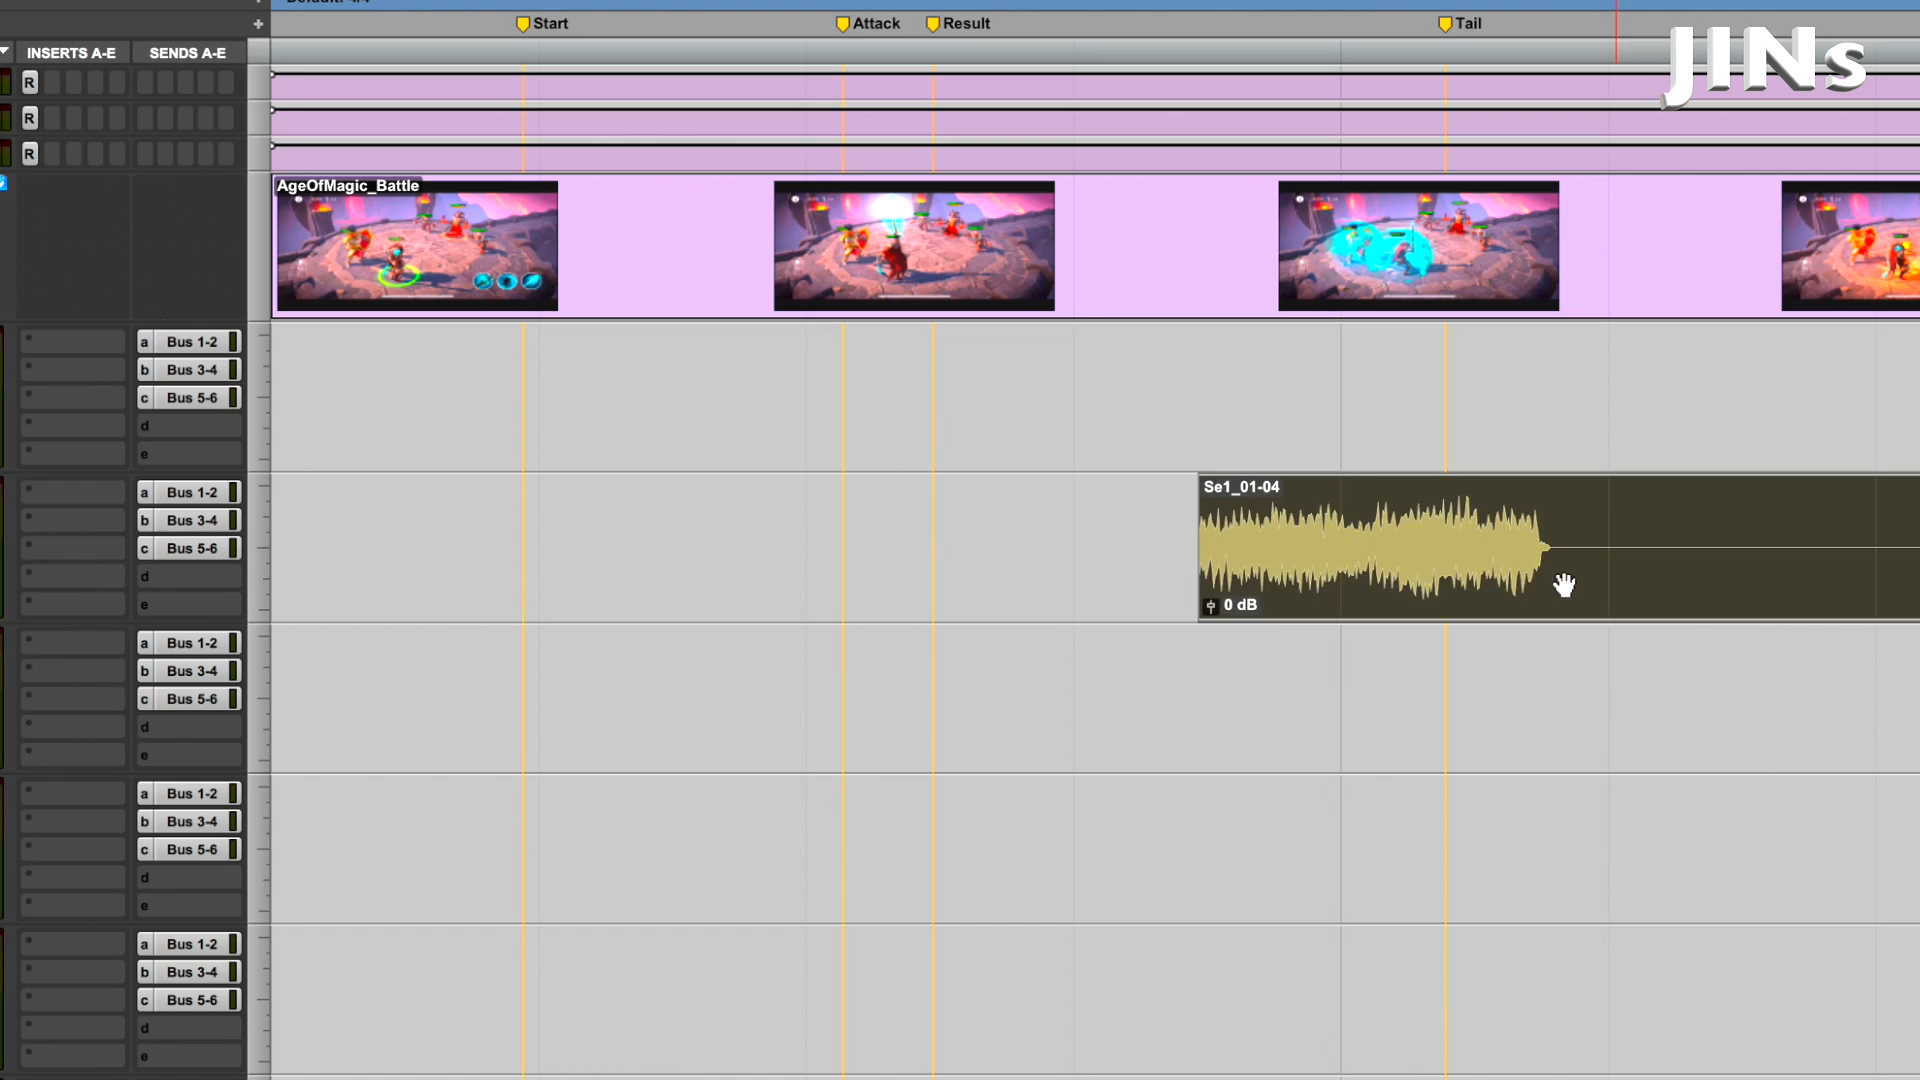 Default: 4/4
Start
Attack
Result
Tail
JINs
INSERTS A-E
SENDS A-E
R
R
R
AgeOfMagic_Battle
a Bus 1-2
b Bus 3-4
c Bus 5-6
d
e
Se1_01-04
a Bus 1-2
b Bus 3-4
c Bus 5-6
d
e
0 dB
a Bus 1-2
b Bus 3-4
c Bus 5-6
d
e
a Bus 1-2
b Bus 3-4
c Bus 5-6
d
e
a Bus 1-2
b Bus 3-4
c Bus 5-6
d
e